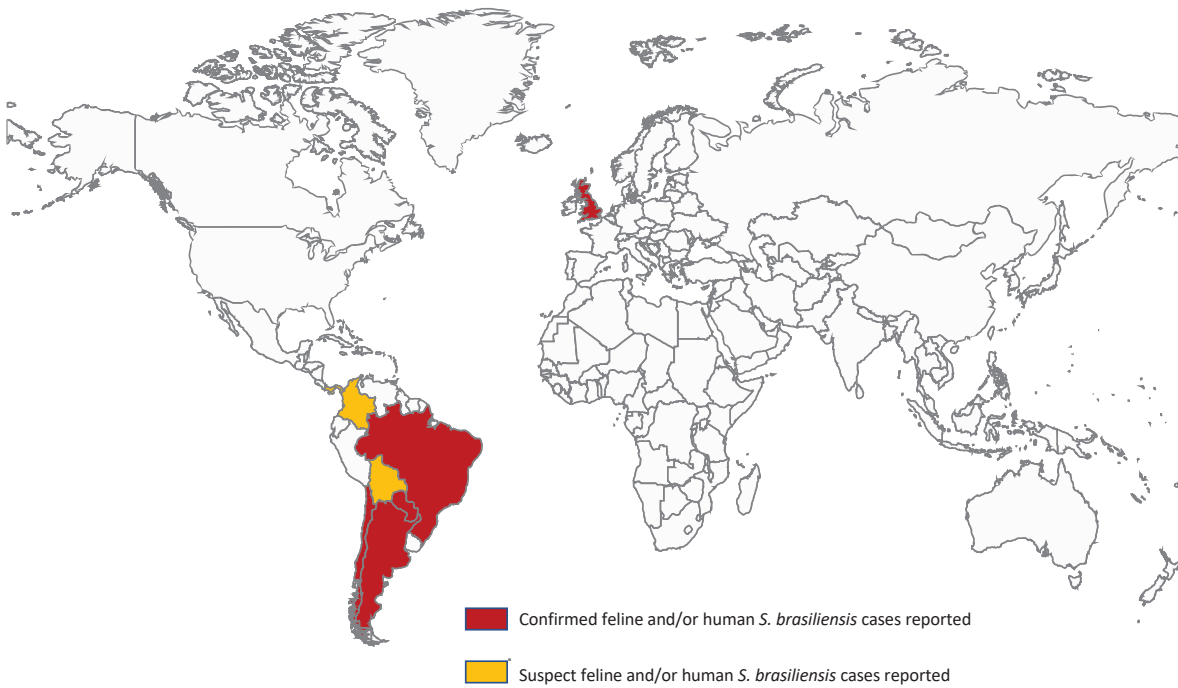 Confirmed feline and/or human S. brasiliensis cases reported
Suspect feline and/or human S. brasiliensis cases reported